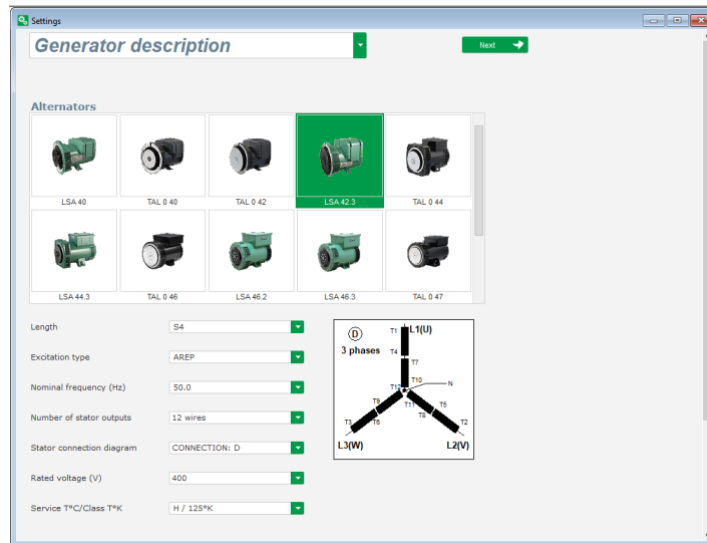 Settings
Generator description
Next
Alternators
LSA 40
TAL 0 40
TAL 0 42
LSA 42.3
TAL 0 44
LSA 44.3
TAL 0 46
LSA 46.2
LSA 46.3
TAL 0 47
Length
S4
Excitation type
AREP
Nominal frequency (Hz)
50.0
Number of stator outputs
12 wires
Stator connection diagram
CONNECTION: D
Rated voltage (V)
400
Service T°C/Class T°K
H / 125°K
D
3 phases
T1
L1(U)
T4
T7
T10
T12
N
T9
T11
T5
T3
T6
T8
T2
L3(W)
L2(V)